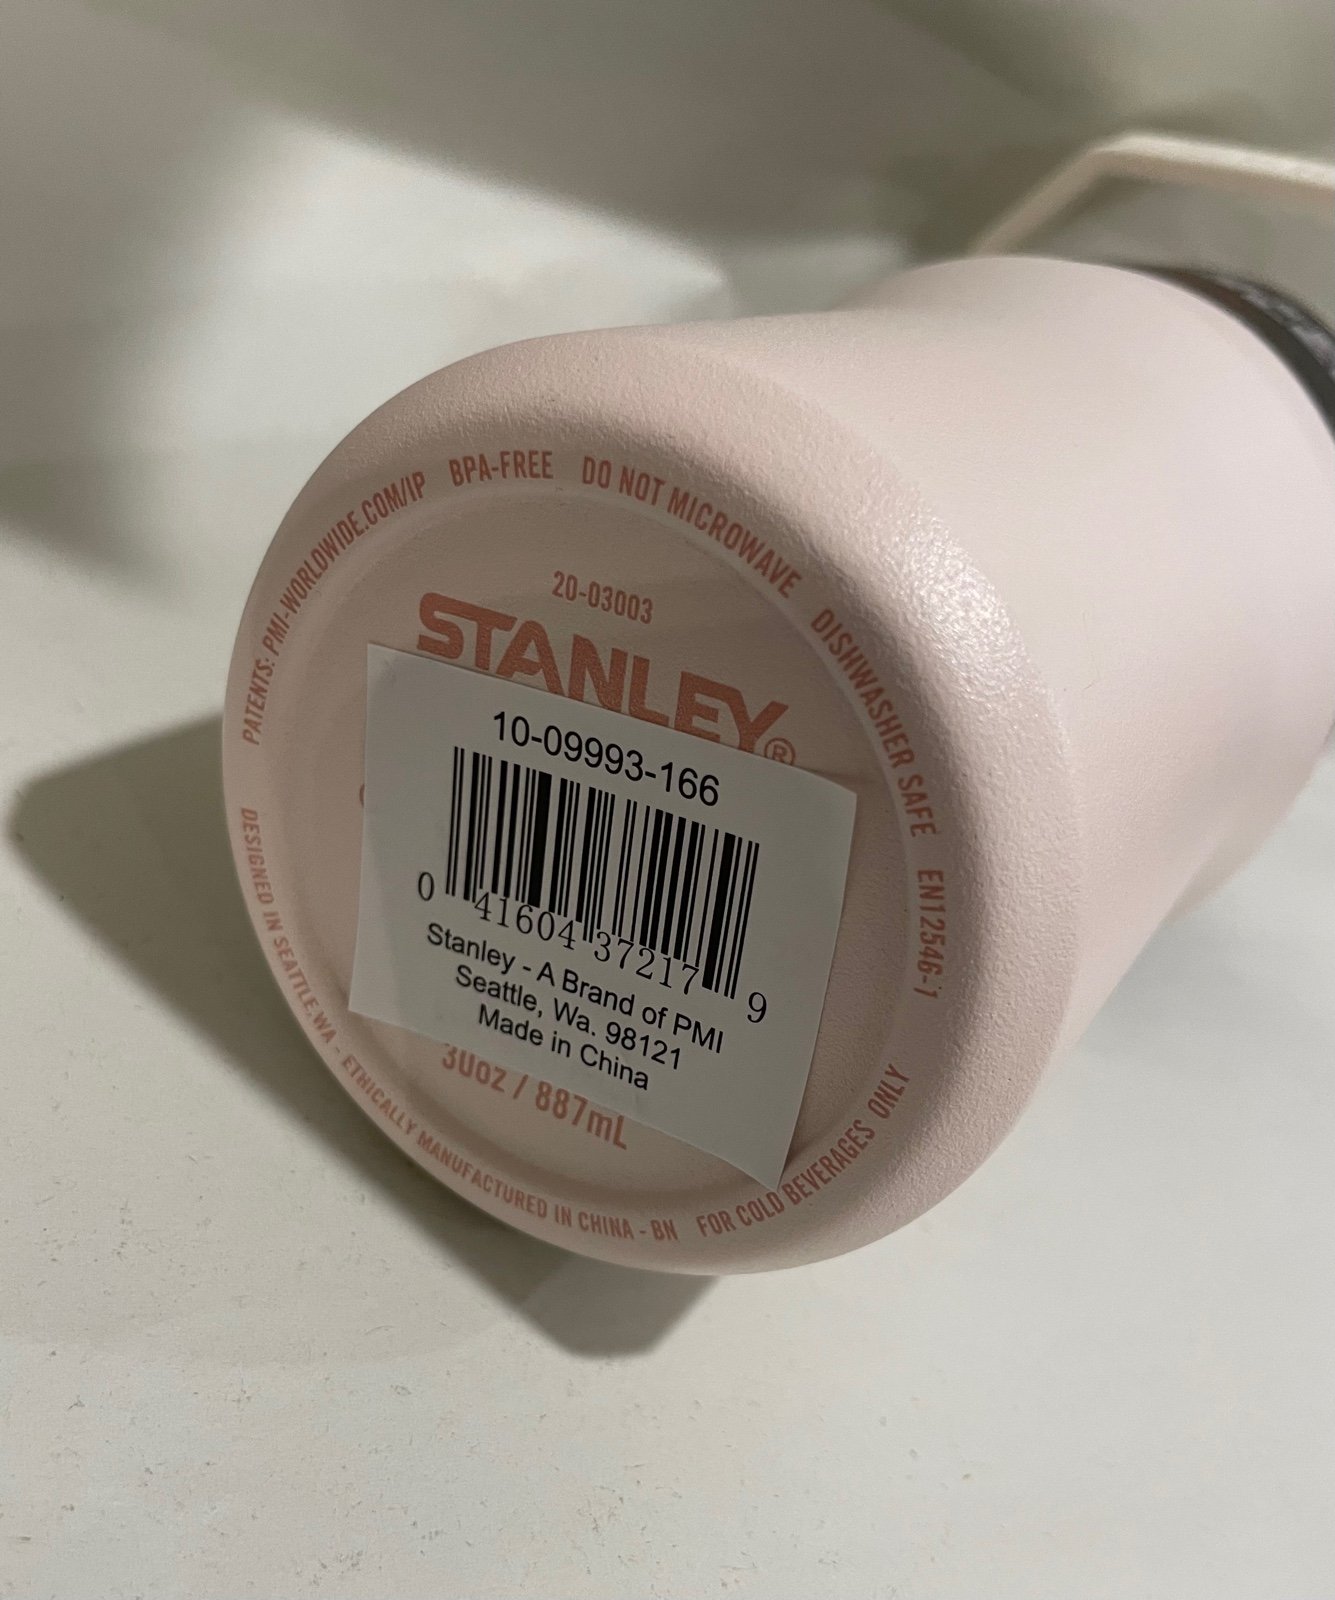 PATENTS: PMI-WORLDWIDE.COM/IP BPA-FREE DO NOT MICROWAVE DISHWASHER SAFE EN12546-1
20-03003
STANLEY®
10-09993-166
0 41604 37217 9
Stanley - A Brand of PMI
Seattle, Wa. 98121
Made in China
30oz / 887mL
DESIGNED IN SEATTLE, WA - ETHICALLY MANUFACTURED IN CHINA - BN FOR COLD BEVERAGES ONLY